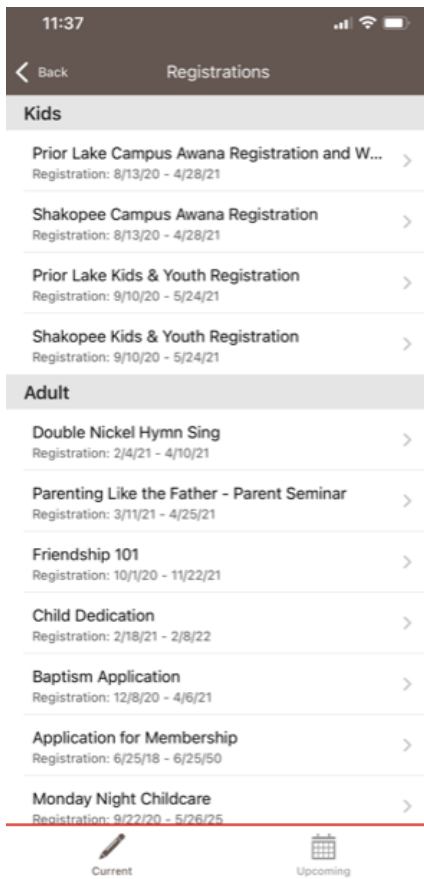 11:37
Back
Registrations
Kids
Prior Lake Campus Awana Registration and W...
Registration: 8/13/20 - 4/28/21
Shakopee Campus Awana Registration
Registration: 8/13/20 - 4/28/21
Prior Lake Kids & Youth Registration
Registration: 9/10/20 - 5/24/21
Shakopee Kids & Youth Registration
Registration: 9/10/20 - 5/24/21
Adult
Double Nickel Hymn Sing
Registration: 2/4/21 - 4/10/21
Parenting Like the Father - Parent Seminar
Registration: 3/11/21 - 4/25/21
Friendship 101
Registration: 10/1/20 - 11/22/21
Child Dedication
Registration: 2/18/21 - 2/8/22
Baptism Application
Registration: 12/8/20 - 4/6/21
Application for Membership
Registration: 6/25/18 - 6/25/50
Monday Night Childcare
Registration: 9/22/20 - 5/26/25
Current
Upcoming